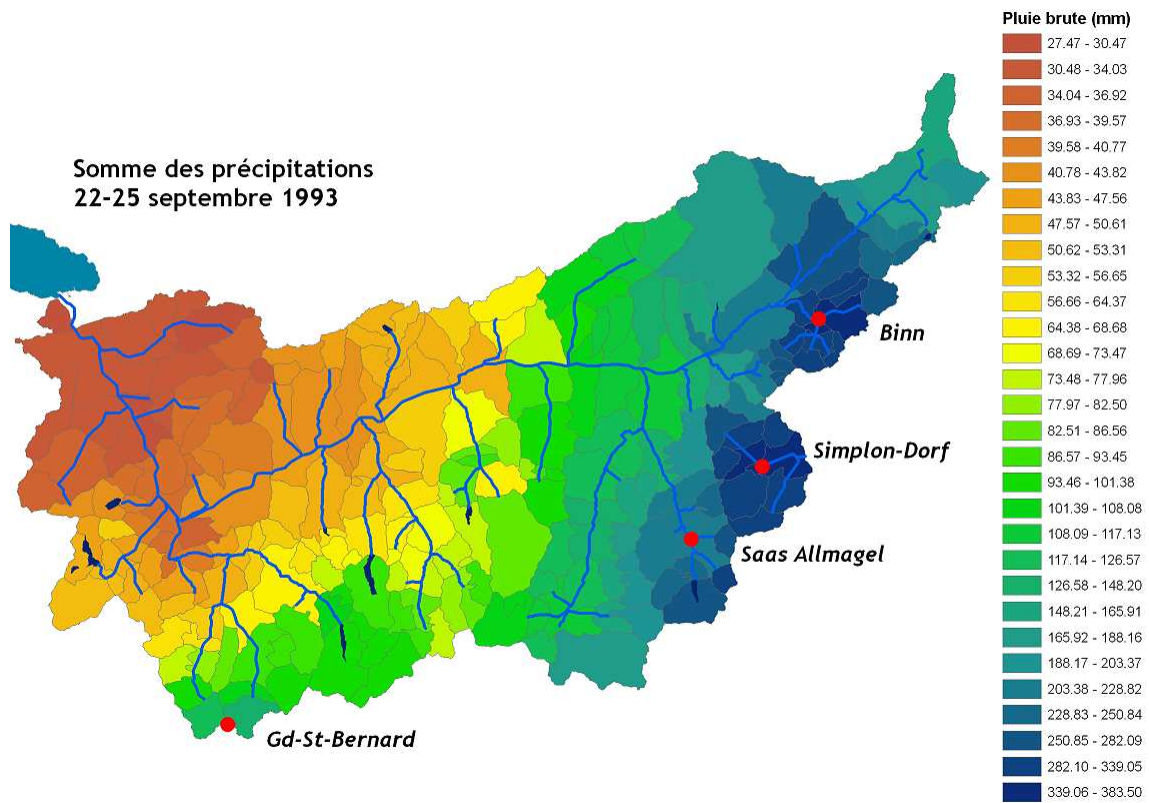 Pluie brute (mm)
27.47 - 30.47
30.48 - 34.03
34.04 - 36.92
36.93 - 39.57
39.58 - 40.77
40.78 - 43.82
43.83 - 47.56
47.57 - 50.61
50.62 - 53.31
53.32 - 56.65
56.66 - 64.37
64.38 - 68.68
68.69 - 73.47
73.48 - 77.96
77.97 - 82.50
82.51 - 86.56
86.57 - 93.45
93.46 - 101.38
101.39 - 108.08
108.09 - 117.13
117.14 - 126.57
126.58 - 148.20
148.21 - 165.91
165.92 - 188.16
188.17 - 203.37
203.38 - 228.82
228.83 - 250.84
250.85 - 282.09
282.10 - 339.05
339.06 - 383.50
Somme des précipitations
22-25 septembre 1993
Binn
Simplon-Dorf
Saas Allmagel
Gd-St-Bernard